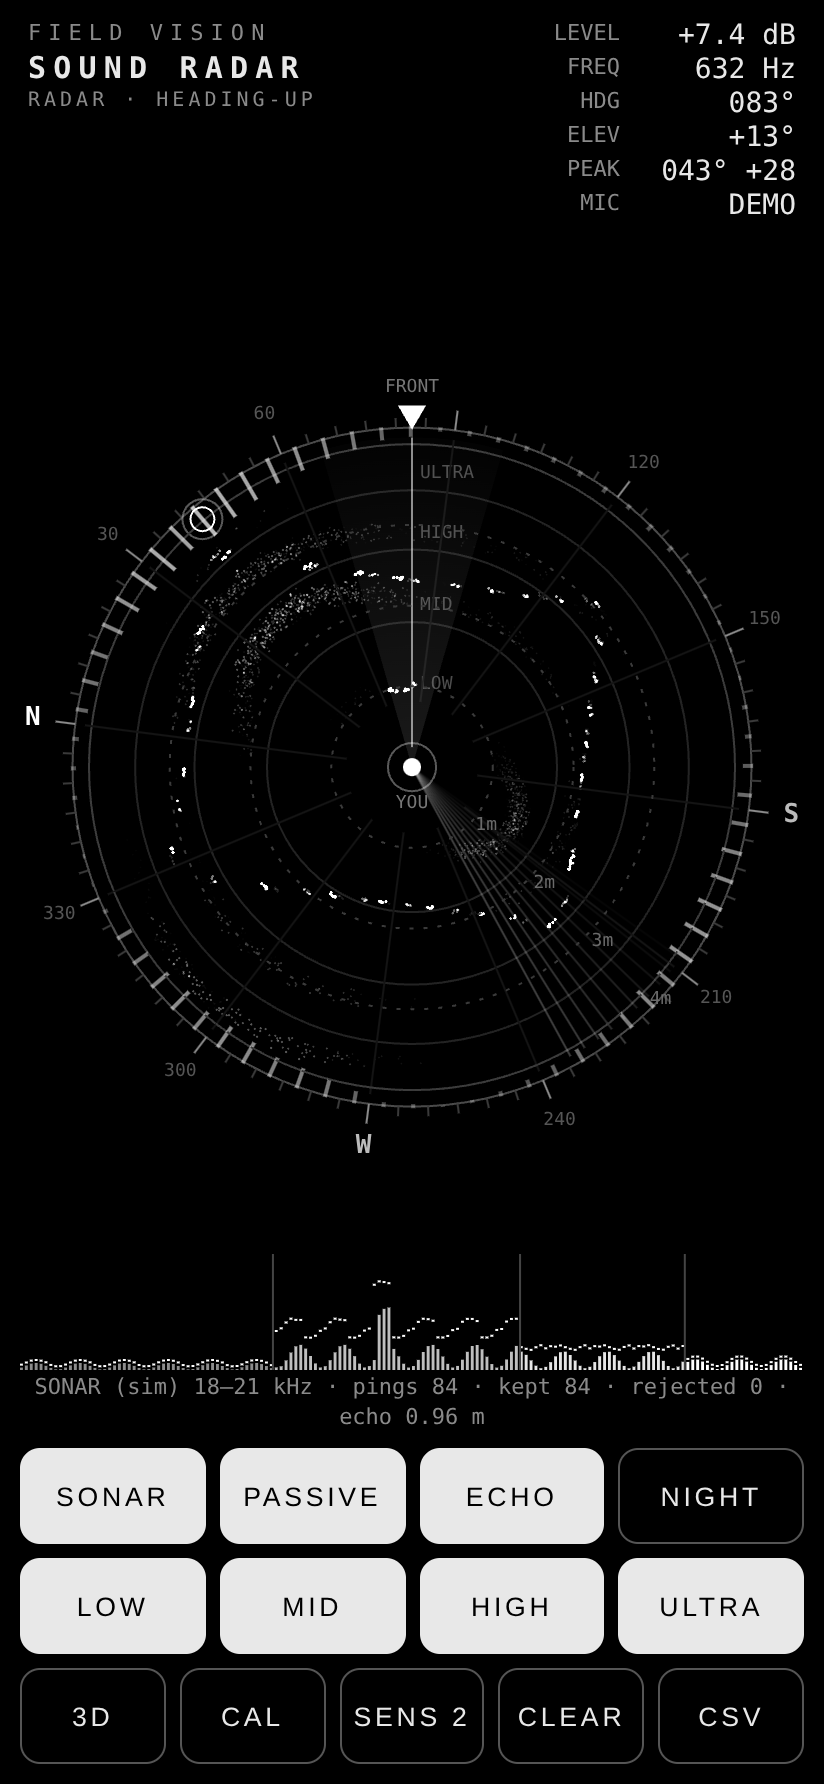 FIELD VISION
SOUND RADAR
RADAR · HEADING-UP
LEVEL +7.4 dB
FREQ 632 Hz
HDG 083°
ELEV +13°
PEAK 043° +28
MIC DEMO
FRONT
60
120
ULTRA
30
HIGH
MID
150
LOW
N
YOU
S
1m
2m
330
3m
4m
210
300
240
W
SONAR (sim) 18–21 kHz · pings 84 · kept 84 · rejected 0 ·
echo 0.96 m
SONAR PASSIVE ECHO NIGHT
LOW MID HIGH ULTRA
3D CAL SENS 2 CLEAR CSV